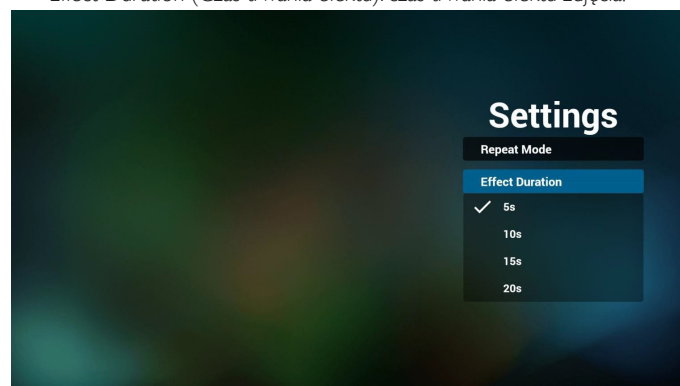 Effect Duration (Czas trwania efektu): czas trwania efektu zdjęcia.
Settings
Repeat Mode
Effect Duration
5s
10s
15s
20s